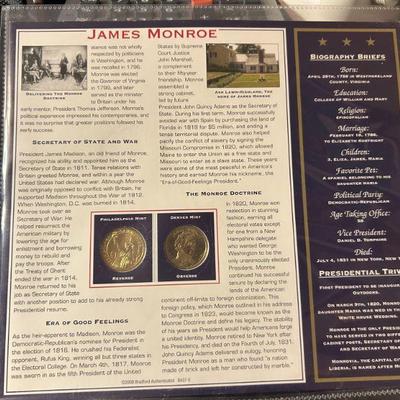 JAMES MONROE
DELIVERING THE MONROE
DOCTRINE
stances was not wholly
respected by politicians
in Washington, and he
was recalled in 1796.
Monroe was elected
the Governor of Virginia
in 1790, and later
served as the minister
to Britain under his
early mentor, President Thomas Jefferson. Monroe's
political experience impressed his contemporaries, and
it was no surprise that greater positions followed his
early success.
SECRETARY OF STATE AND WAR
President James Madison, an old friend of Monroe
recognized his ability and appointed him as the
Secretary of State in 1811. Tense relations with
Britain greeted Monroe, and within a year the
United States had declared war. Although Monroe
was originally opposed to conflict with Britain, he
supported Madison throughout the War of 1812.
When Washington, D.C. was burned in 1814,
Monroe took over as
Secretary of War. He
helped resurrect the
American military by
lowering the age for
enlistment and borrowing
money to rebuild and
pay the troops. After
the Treaty of Ghent
ended the war in 1814,
Monroe returned to his
job as Secretary of State
with another position to add to his already strong
Presidential resume.
ERA OF GOOD FEELINGS
As the heir-apparent to Madison, Monroe was the
Democratic-Republican's nominee for President in
the election of 1816. He crushed his Federalist
opponent, Rufus King, winning all but three states in
the Electoral College. On March 4th, 1817, Monroe
was sworn in as the fifth President of the United
States by Supreme
Court Justice
John Marshall,
a complement
to their
friendship. Monroe
assembled a
strong cabinet,
led by future
President John Quincy Adams as the Secretary of State.
During his first term, Monroe successfully
avoided war with Spain by purchasing the land of
Florida in 1819 for $5 million, and ending a
tense territorial dispute. Monroe also helped
pacify the conflict of slavery by signing the
Missouri Compromise in 1820, which allowed
Maine to enter the Union as a free state and
Missouri to enter as a slave state. These years
were some of the most peaceful in America's
history and earned Monroe his nickname, the
"Era-of-Good-Feelings President."
ASH LAWN-HIGHLAND, THE
HOME OF JAMES MONROE
THE MONROE DOCTRINE
In 1820, Monroe won
reelection in stunning
fashion, earning all
electoral rates except
for one from a New
Hampshire delegate
who wanted George
Washington to be the
only unanimously elected
President. Monroe
continued his successful
nature by declaring the
lands of the American
continent off-limits to foreign colonization. This
foreign policy, which Monroe outlined in his address
to Congress in 1823, would become known as the
Monroe Doctrine and define his legacy. The stability
of his years as President would help Americans forge
a united identity. Monroe retired to New York after
his Presidency, and died on the Fourth of July, 1831.
John Quincy Adams delivered a eulogy, honoring
President Monroe as a man who found "a nation
made of brick and left her constructed of marble."
PHILADELPHIA MINT
REVERSE
DENVER MINT
OBVERSE
©2008 Bradford Authenticated
BIOGRAPHY BRIEFS
Born:
APRIL 28TH, 1758 IN WESTMORELAND
COUNTY, VIRGINIA
Education:
COLLEGE OF WILLIAM AND MARY
Religion:
EPISCOPALIAN
Marriage:
FEBRUARY 16, 1786,
TO ELIZABETH KORTRIGHT
Children:
3, ELIZA, JAMES, MARIA
Favorite Pet:
A SPANIEL BELONGING TO HIS
DAUGHTER MARIA
Political Party:
DEMOCRATIC-REPUBLICAN
Age Taking Office:
58
Vice President:
DANIEL D. TOMPKINS
Died:
JULY 4, 1831 IN NEW YORK, NEW Y
PRESIDENTIAL TRIV
FIRST PRESIDENT TO BE INAUGUR
OUTDOORS.
ON MARCH 9TH, 1820, MONRO
DAUGHTER MARIA WAS WED IN T
WHITE HOUSE WEDDING.
MONROE IS THE ONLY PRESID
TO HAVE SERVED IN TWO DIFF
CABINET POSITIONS, SECRETAR
OF STATE AND SECRETARY OF
WAR.
MONROVIA, THE CAPITAL CIT
LIBERIA, IS NAMED AFTER M